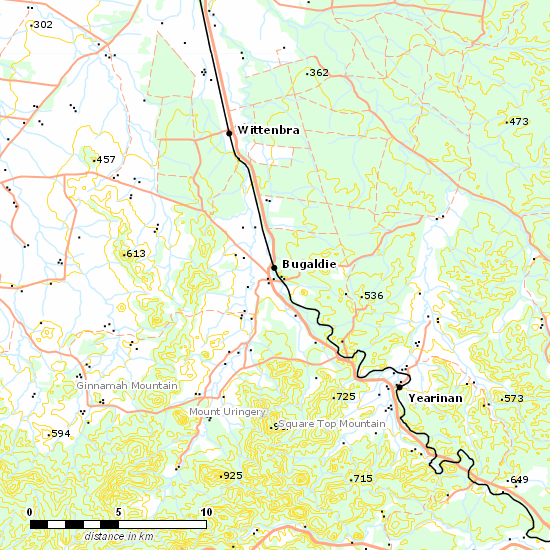 302
362
473
Wittenbra
457
613
Bugaldie
536
Ginnamah Mountain
Yearinan
725
573
Mount Uringery
Square Top Mountain
594
925
715
649
0 5 10
distance in km